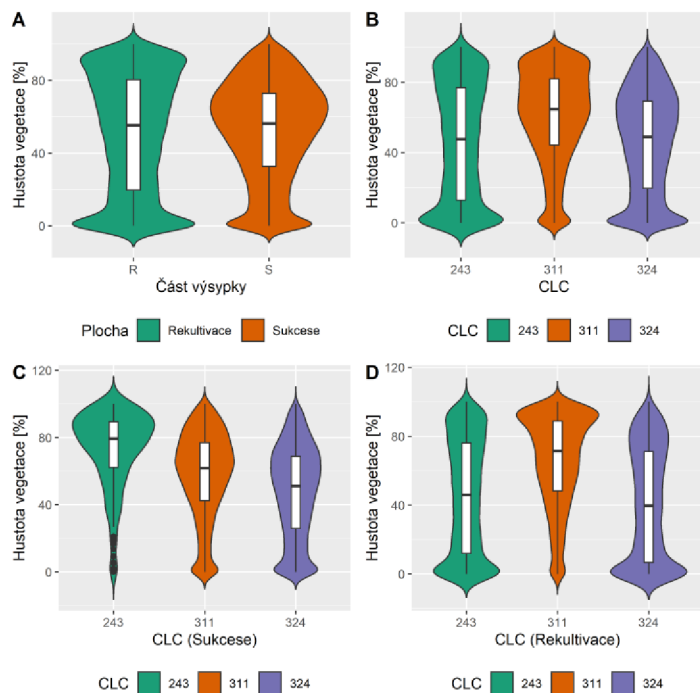 A
Hustota vegetace [%]
80
40
0
R
S
Část výsypky
Plocha
Rekultivace
Sukcese
B
Hustota vegetace [%]
80
40
0
243
311
324
CLC
CLC
243
311
324
C
Hustota vegetace [%]
120
80
40
0
243
311
324
CLC (Sukcese)
CLC
243
311
324
D
Hustota vegetace [%]
120
80
40
0
243
311
324
CLC (Rekultivace)
CLC
243
311
324